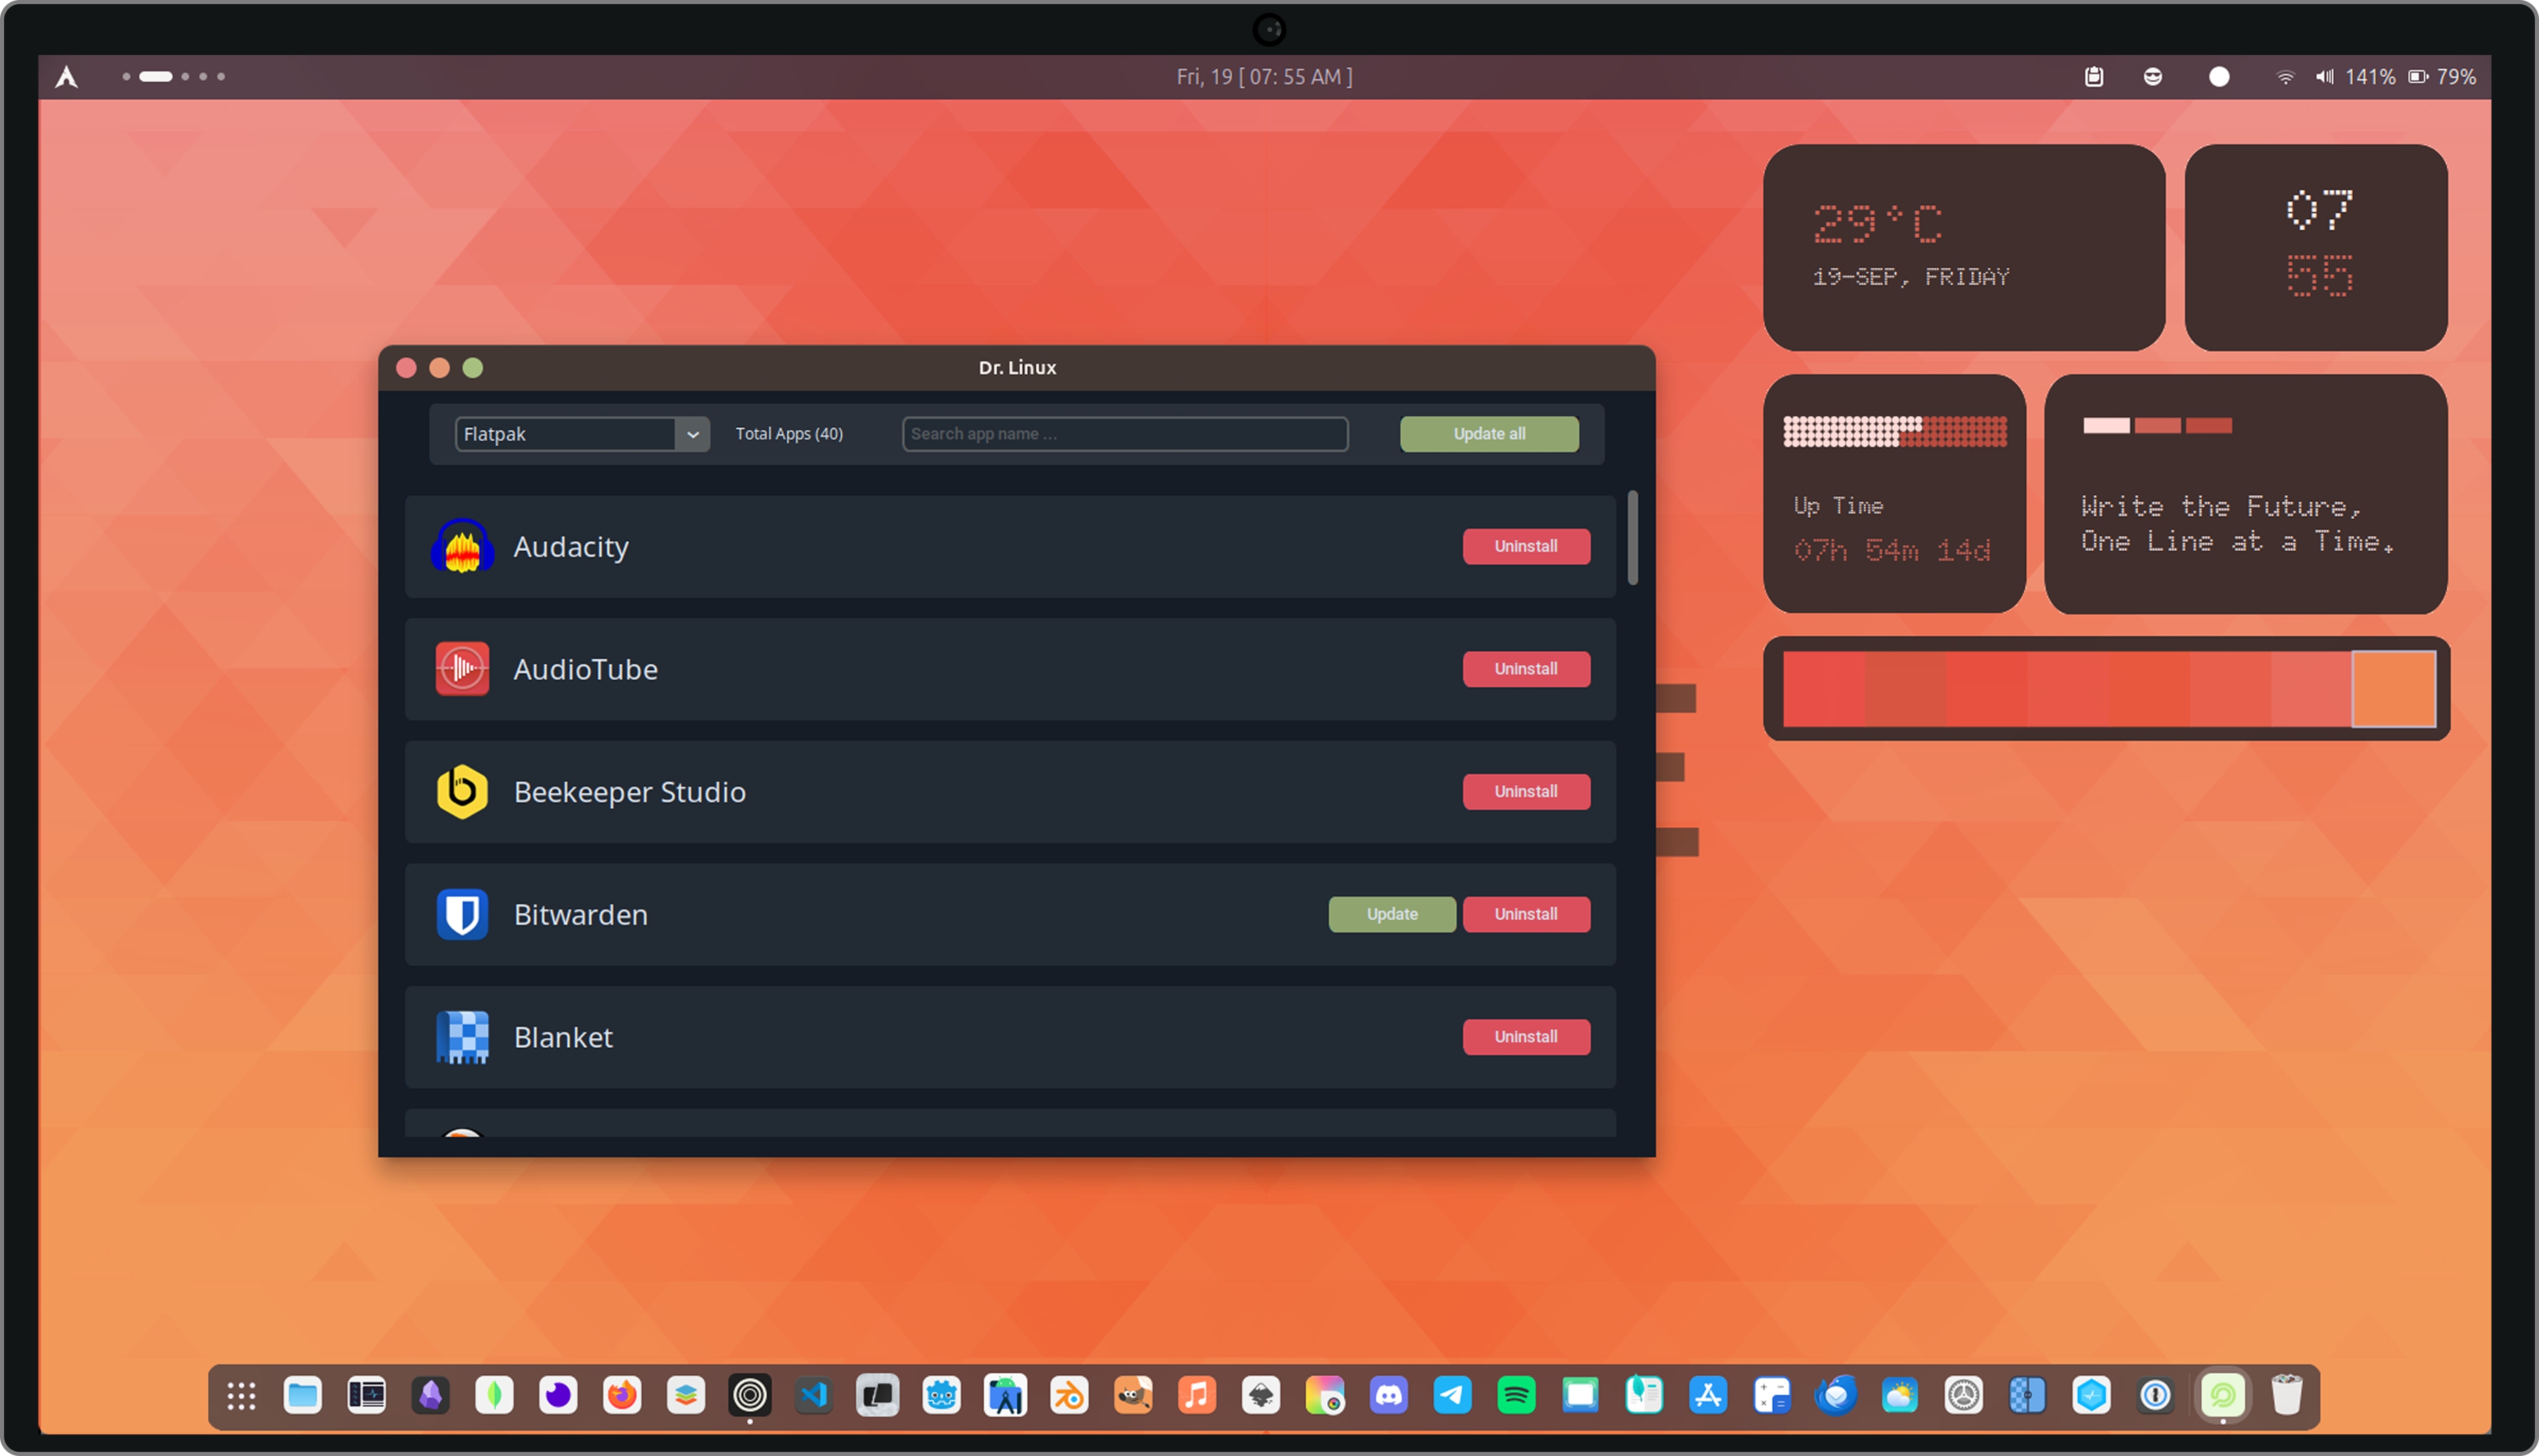 Fri, 19 [ 07: 55 AM ]
141% 79%
29°C
19-SEP, FRIDAY
07
55
Up Time
07h 54m 14d
Write the Future,
One Line at a Time.
Dr. Linux
Flatpak
Total Apps (40)
Search app name ...
Update all
Audacity
Uninstall
AudioTube
Uninstall
Beekeeper Studio
Uninstall
Bitwarden
Update
Uninstall
Blanket
Uninstall